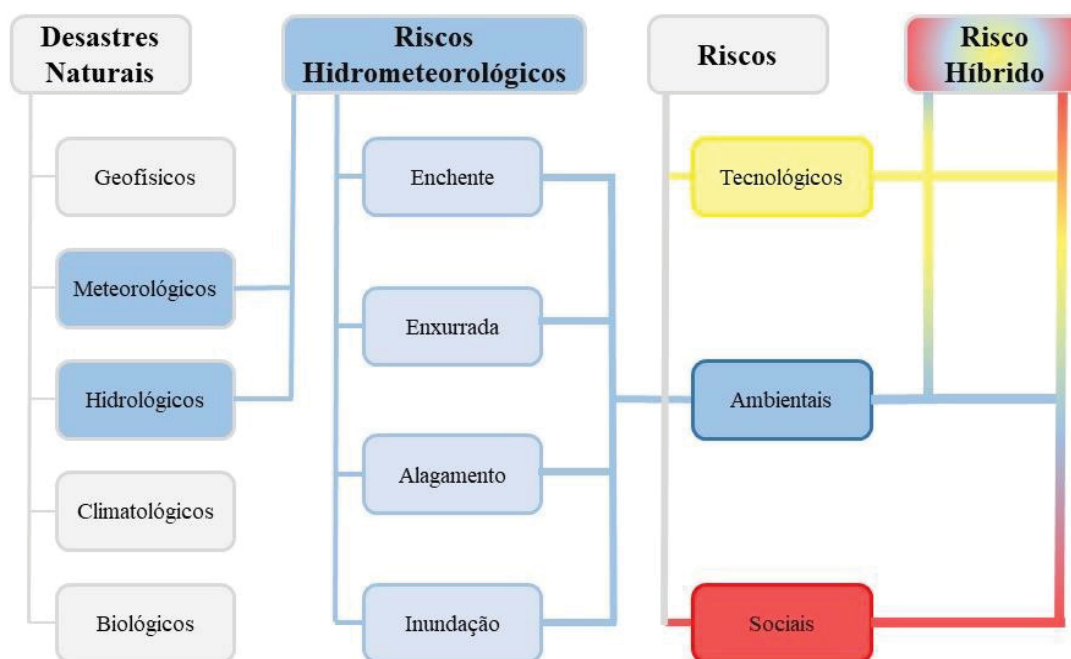 Desastres
Naturais
Geofísicos
Meteorológicos
Hidrológicos
Climatológicos
Biológicos
Riscos
Hidrometeorológicos
Enchente
Enxurrada
Alagamento
Inundação
Riscos
Tecnológicos
Ambientais
Sociais
Risco
Híbrido